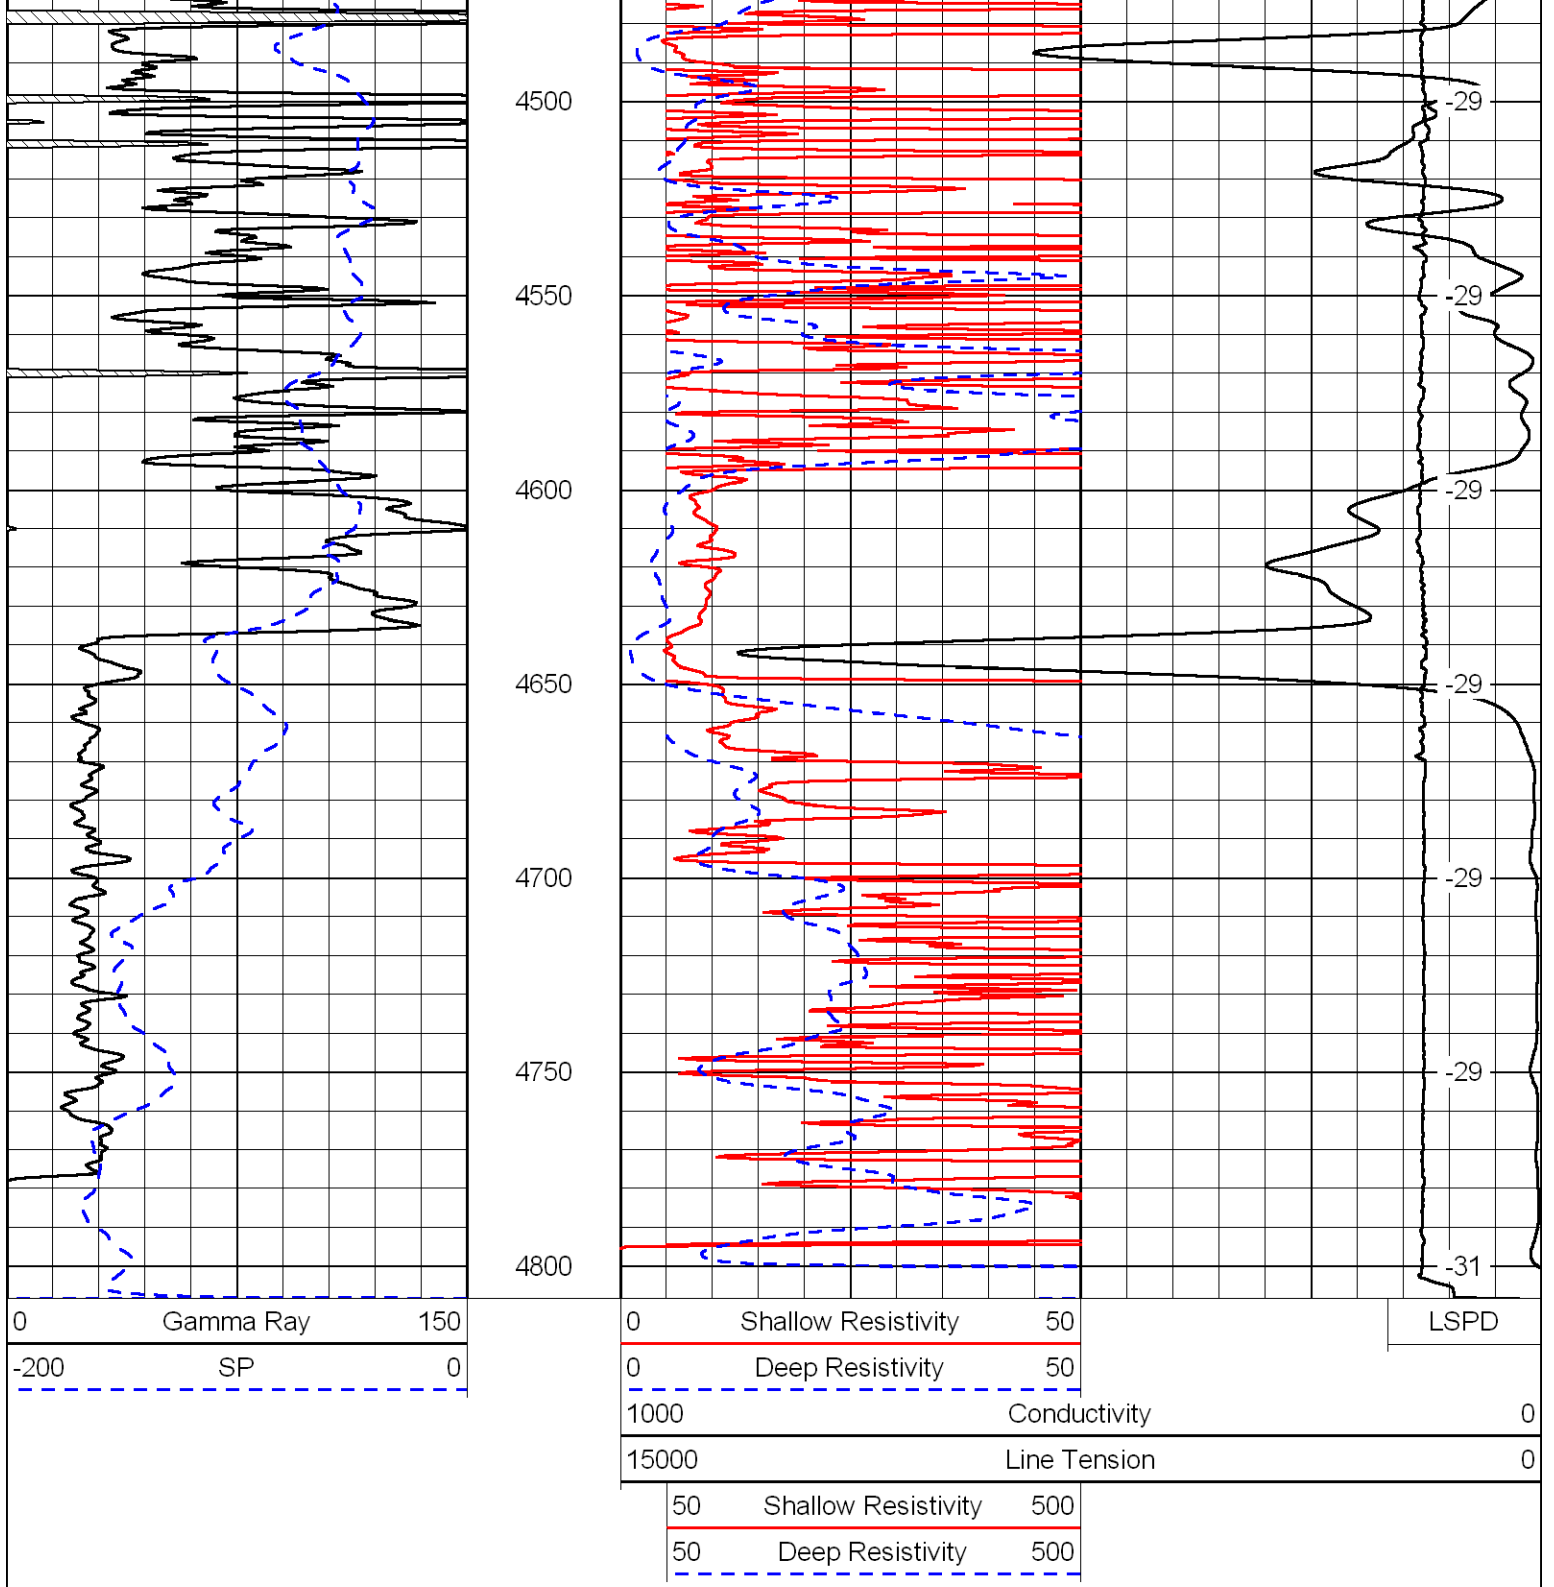 4500 -29
4550 -29
4600 -29
4650 -29
4700 -29
4750 -29
4800 -31
0 Gamma Ray 150 0 Shallow Resistivity 50 LSPD
-200 SP 0 0 Deep Resistivity 50
1000 Conductivity 0
15000 Line Tension 0
50 Shallow Resistivity 500
50 Deep Resistivity 500